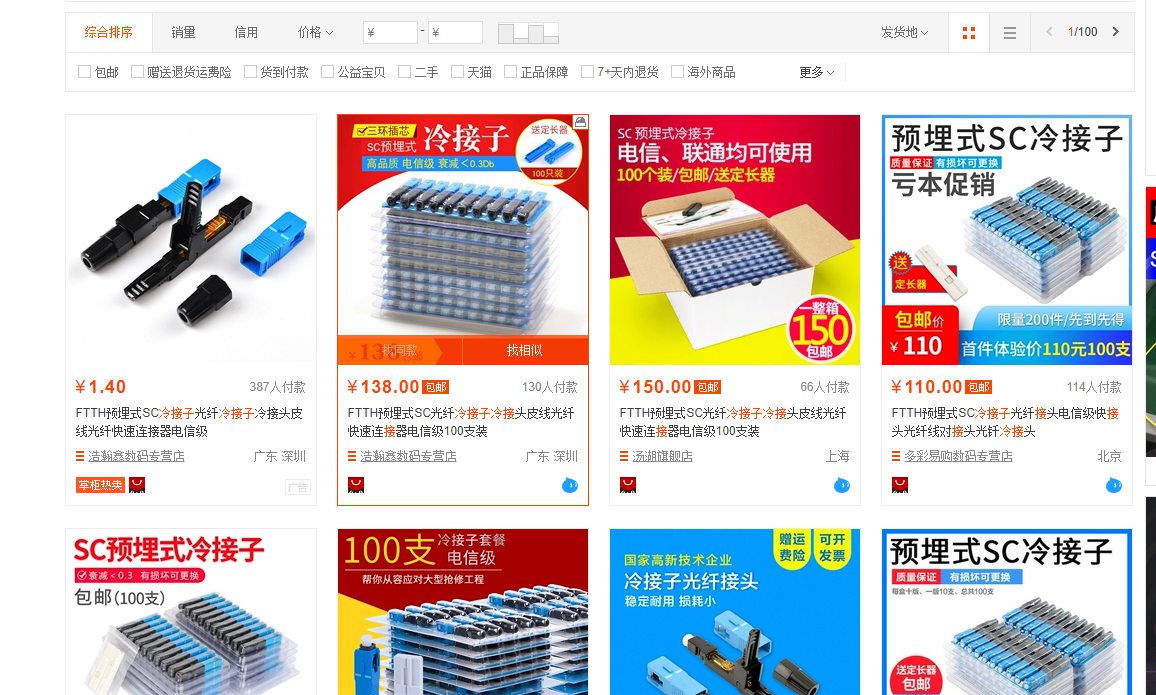 综合排序 销量 信用 价格 ¥ - ¥ 发货地 1/100
包邮 赠送退货运费险 货到付款 公益宝贝 二手 天猫 正品保障 7+天内退货 海外商品 更多
¥1.40 387人付款
FTTH预埋式SC冷接子光纤冷接子冷接头皮
线光纤快速连接器电信级
浩瀚鑫数码专营店 广东 深圳
掌柜热卖 广告
三环插芯
SC预埋式 冷接子
高品质 电信级 衰减<0.3Db
送定长器
100只装
找同款 找相似
¥138.00 包邮 130人付款
FTTH预埋式SC光纤冷接子冷接头皮线光纤
快速连接器电信级100支装
浩瀚鑫数码专营店 广东 深圳
SC 预埋式冷接子
电信、联通均可使用
100个装/包邮/送定长器
一整箱
150
包邮
¥150.00 包邮 66人付款
FTTH预埋式SC光纤冷接子冷接头皮线光纤
快速连接器电信级100支装
汤湖旗舰店 上海
预埋式SC冷接子
质量保证 有损坏可更换
亏本促销
送
定长器
包邮价
¥ 110
限量200件/先到先得
首件体验价110元100支
¥110.00 包邮 114人付款
FTTH预埋式SC冷接子光纤接头电信级快接
头光纤线对接头光钎冷接头
多彩易购数码专营店 北京
SC预埋式冷接子
衰减<0.3 有损坏可更换
包邮(100支)
100支 冷接子套餐
电信级
帮你从容应对大型抢修工程
赠运
费险
可开
发票
国家高新技术企业
冷接子光纤接头
稳定耐用 损耗小
预埋式SC冷接子
质量保证 有损坏可更换
每盒十版、一版10支、总共100支
送定长器
包邮